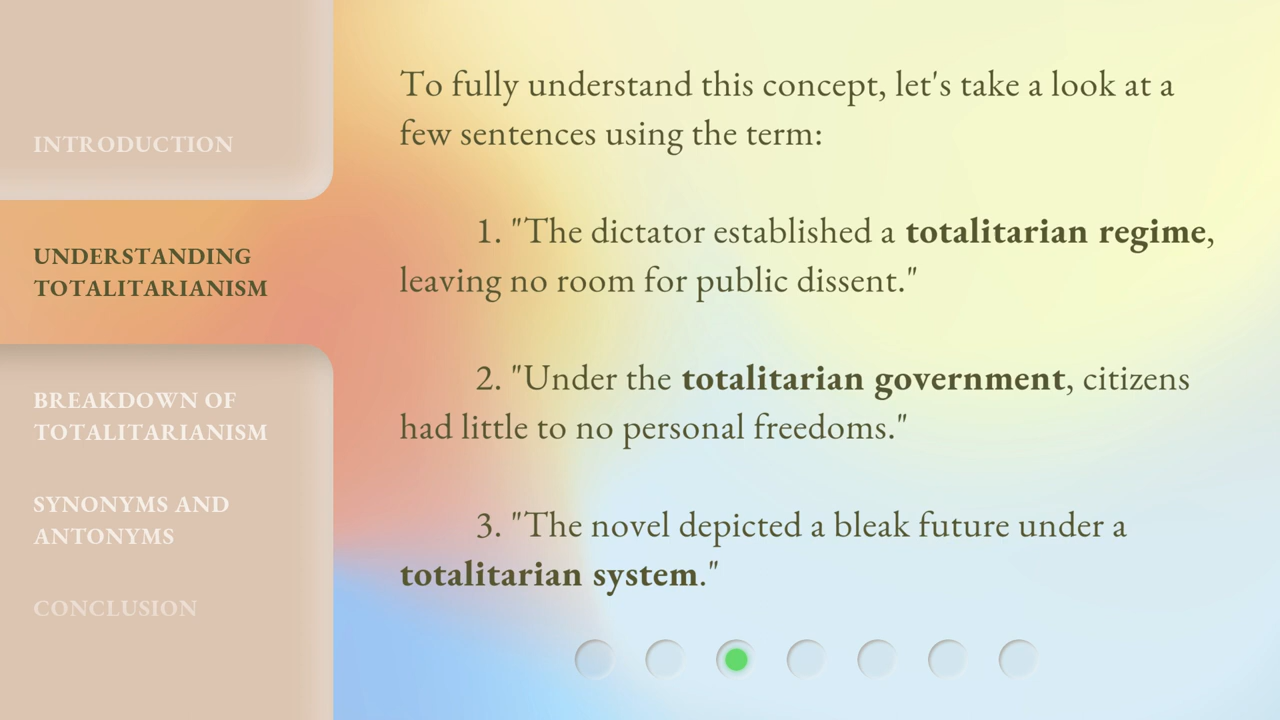 INTRODUCTION
UNDERSTANDING
TOTALITARIANISM
BREAKDOWN OF
TOTALITARIANISM
SYNONYMS AND
ANTONYMS
CONCLUSION
To fully understand this concept, let's take a look at a
few sentences using the term:
1. "The dictator established a totalitarian regime,
leaving no room for public dissent."
2. "Under the totalitarian government, citizens
had little to no personal freedoms."
3. "The novel depicted a bleak future under a
totalitarian system."